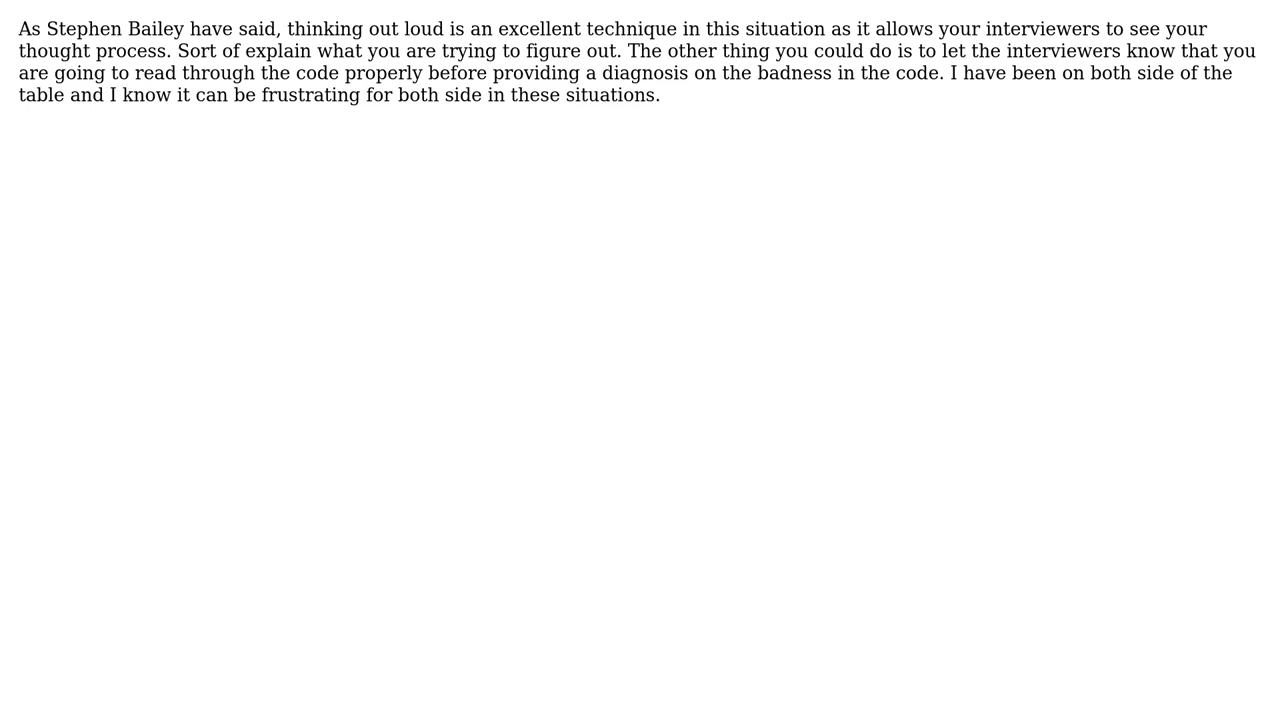 As Stephen Bailey have said, thinking out loud is an excellent technique in this situation as it allows your interviewers to see your
thought process. Sort of explain what you are trying to figure out. The other thing you could do is to let the interviewers know that you
are going to read through the code properly before providing a diagnosis on the badness in the code. I have been on both side of the
table and I know it can be frustrating for both side in these situations.